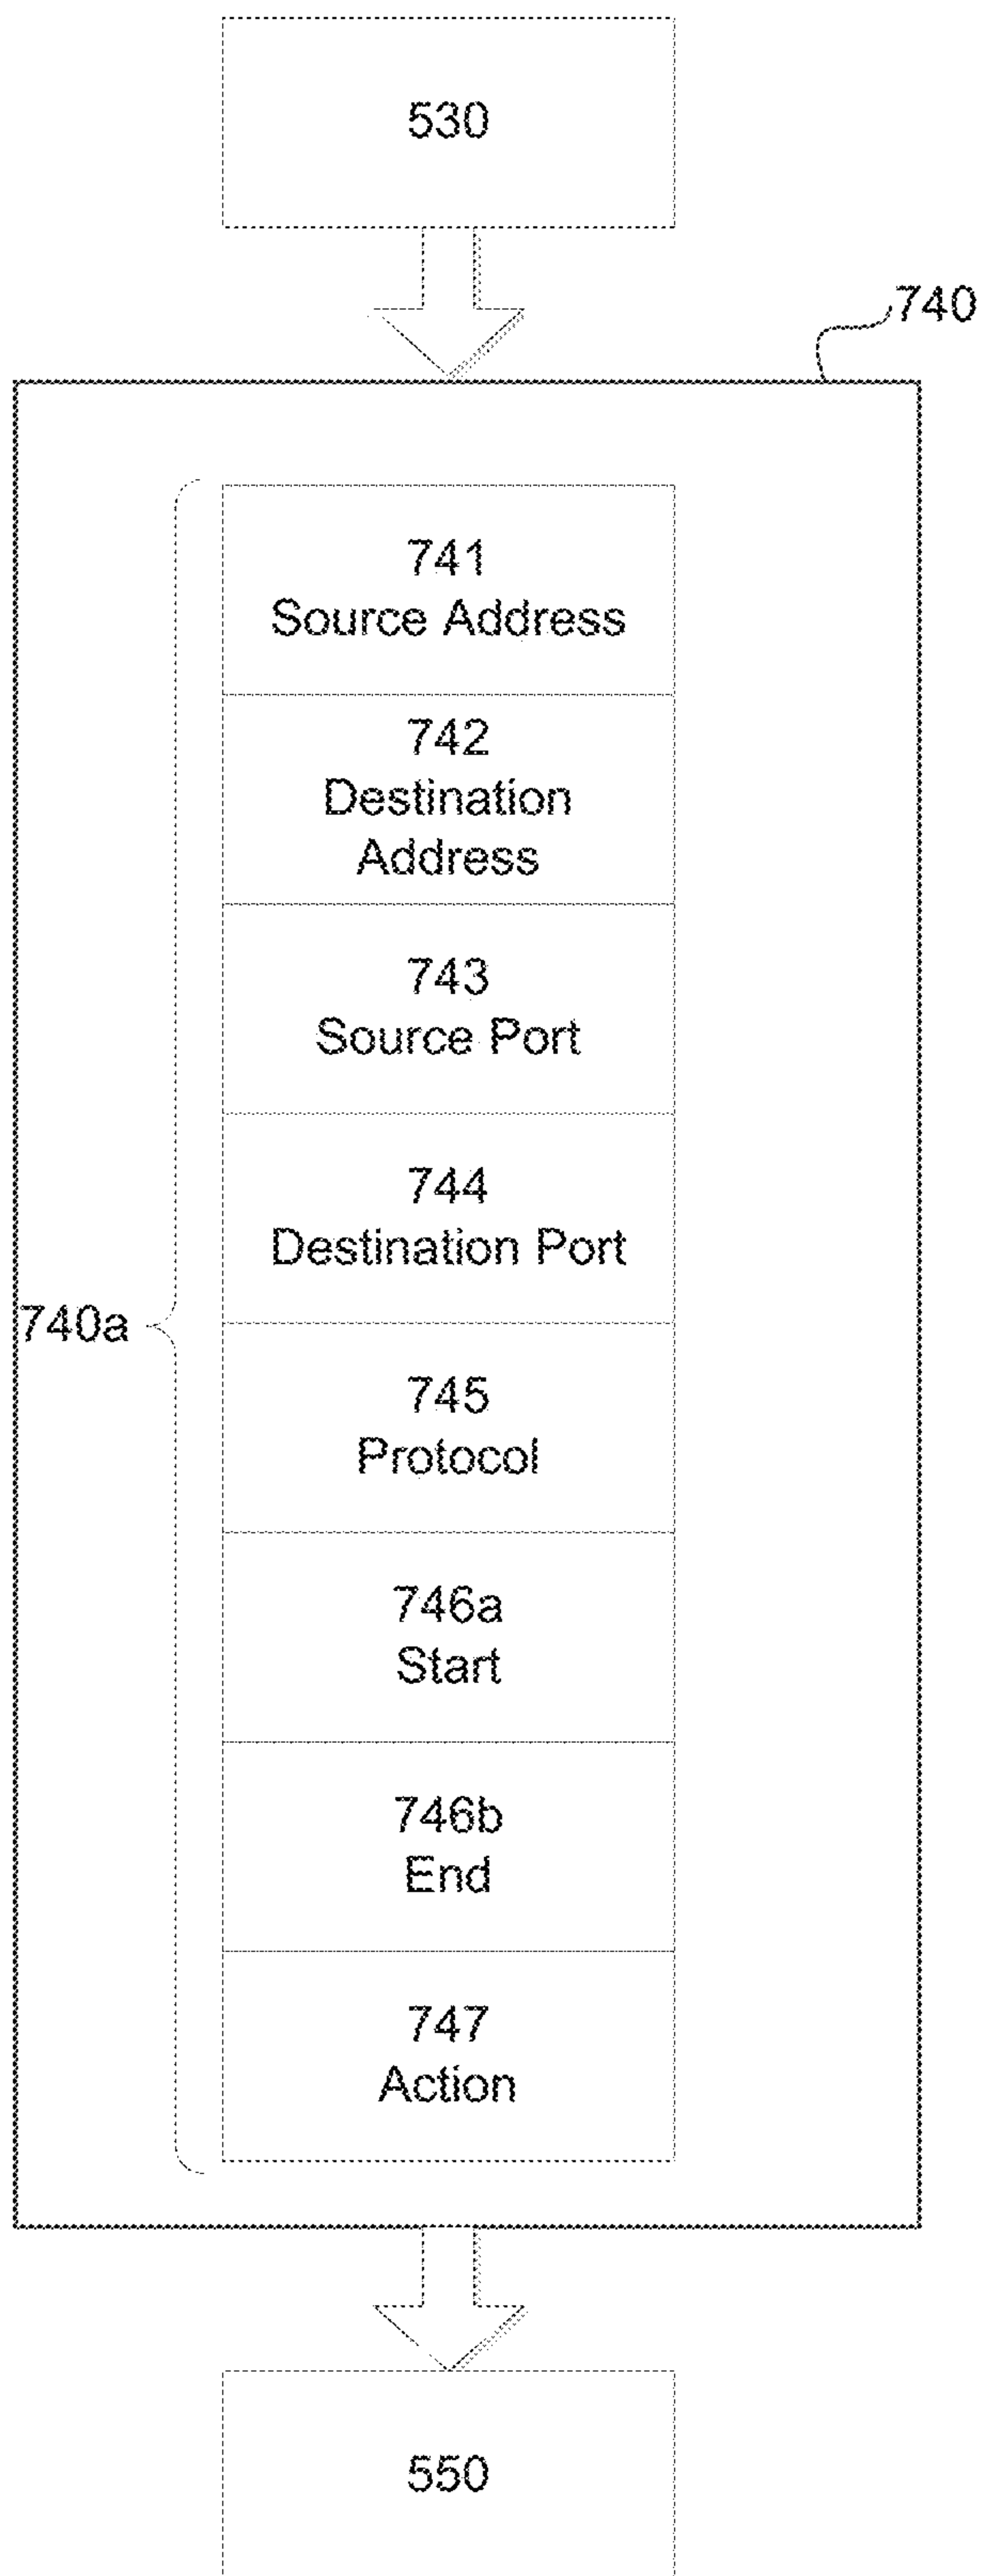 530
740
741
Source Address
742
Destination
Address
743
Source Port
744
Destination Port
740a
745
Protocol
746a
Start
746b
End
747
Action
550